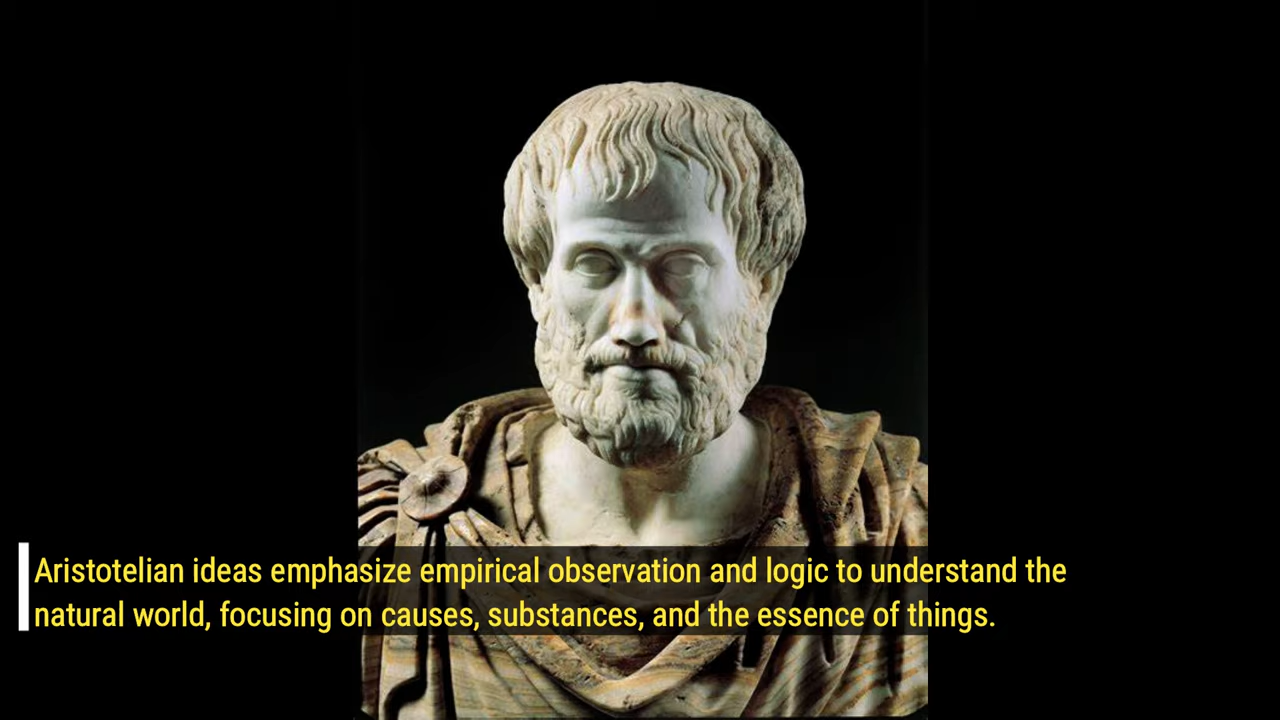 Aristotelian ideas emphasize empirical observation and logic to understand the
natural world, focusing on causes, substances, and the essence of things.